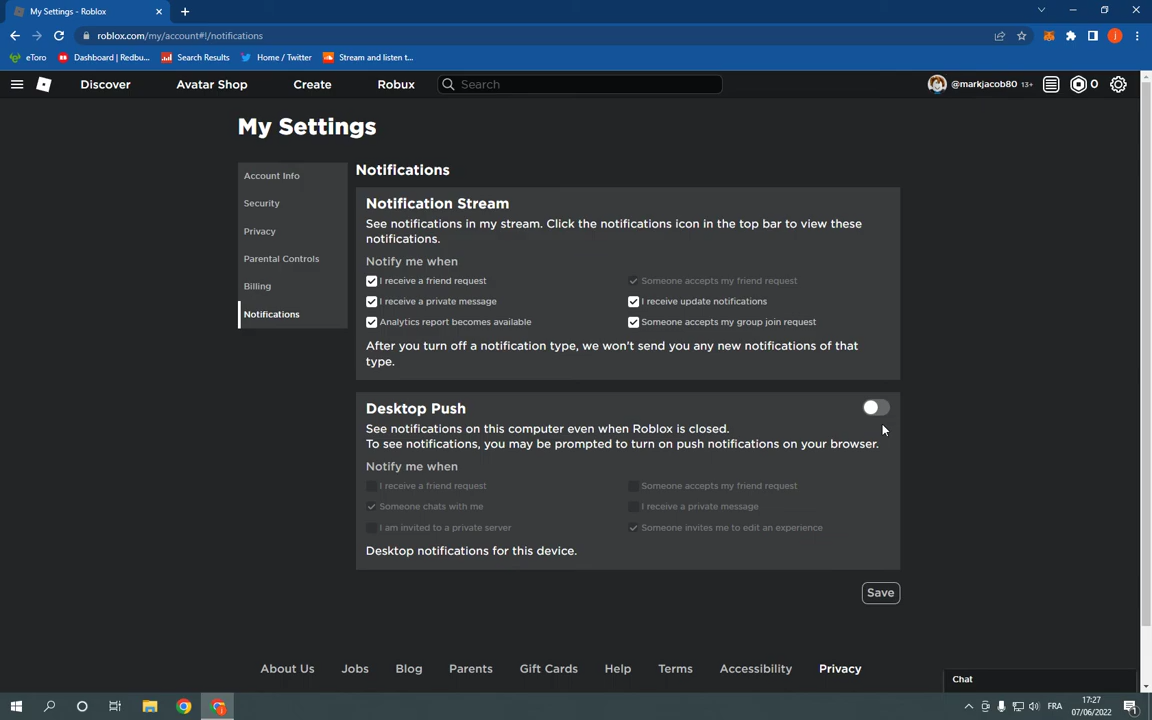 My Settings - Roblox
roblox.com/my/account#!/notifications
eToro
Dashboard | Redbu...
Search Results
Home / Twitter
Stream and listen t...
j
Discover
Avatar Shop
Create
Robux
Search
@markjacob80 13+
0
My Settings
Account Info
Security
Privacy
Parental Controls
Billing
Notifications
Notifications
Notification Stream
See notifications in my stream. Click the notifications icon in the top bar to view these
notifications.
Notify me when
I receive a friend request
Someone accepts my friend request
I receive a private message
I receive update notifications
Analytics report becomes available
Someone accepts my group join request
After you turn off a notification type, we won't send you any new notifications of that
type.
Desktop Push
See notifications on this computer even when Roblox is closed.
To see notifications, you may be prompted to turn on push notifications on your browser.
Notify me when
I receive a friend request
Someone accepts my friend request
Someone chats with me
I receive a private message
I am invited to a private server
Someone invites me to edit an experience
Desktop notifications for this device.
Save
About Us
Jobs
Blog
Parents
Gift Cards
Help
Terms
Accessibility
Privacy
Chat
FRA
17:27
07/06/2022
1